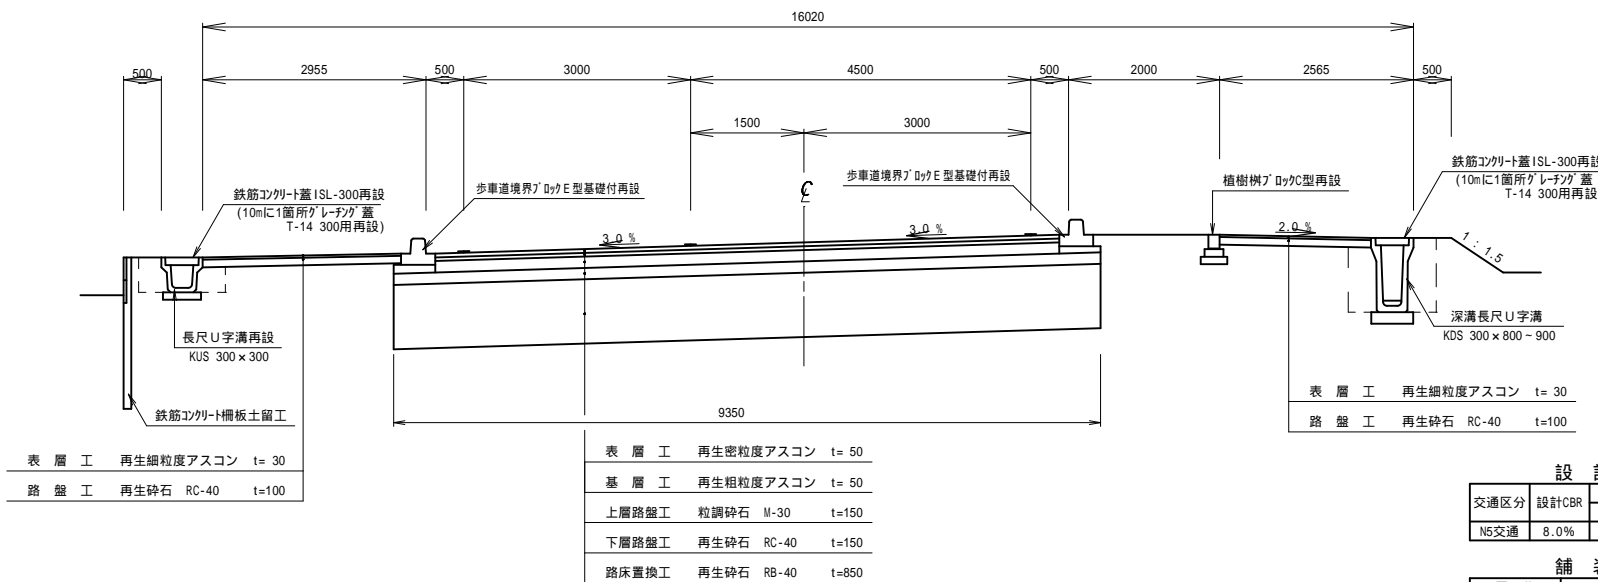 16020
500
2955
500
3000
4500
500
2000
2565
500
1500
3000
鉄筋コンクリート蓋ISL-300再設
(10mに1箇所グレーチング蓋
T-14 300用再設)
歩車道境界ブロックE型基礎付再設
歩車道境界ブロックE型基礎付再設
植樹桝ブロックC型再設
鉄筋コンクリート蓋ISL-300再設
(10mに1箇所グレーチング蓋
T-14 300用再設
3.0 %
3.0 %
2.0 %
1:1.5
長尺U字溝再設
KUS 300×300
深溝長尺U字溝
KDS 300×800~900
鉄筋コンクリート柵板土留工
9350
表 層 工 再生細粒度アスコン t= 30
路 盤 工 再生砕石 RC-40 t=100
表 層 工 再生細粒度アスコン t= 30
路 盤 工 再生砕石 RC-40 t=100
表 層 工 再生密粒度アスコン t= 50
基 層 工 再生粗粒度アスコン t= 50
上層路盤工 粒調砕石 M-30 t=150
下層路盤工 再生砕石 RC-40 t=150
路床置換工 再生砕石 RB-40 t=850
設
交通区分 設計CBR
N5交通 8.0%
舗 装